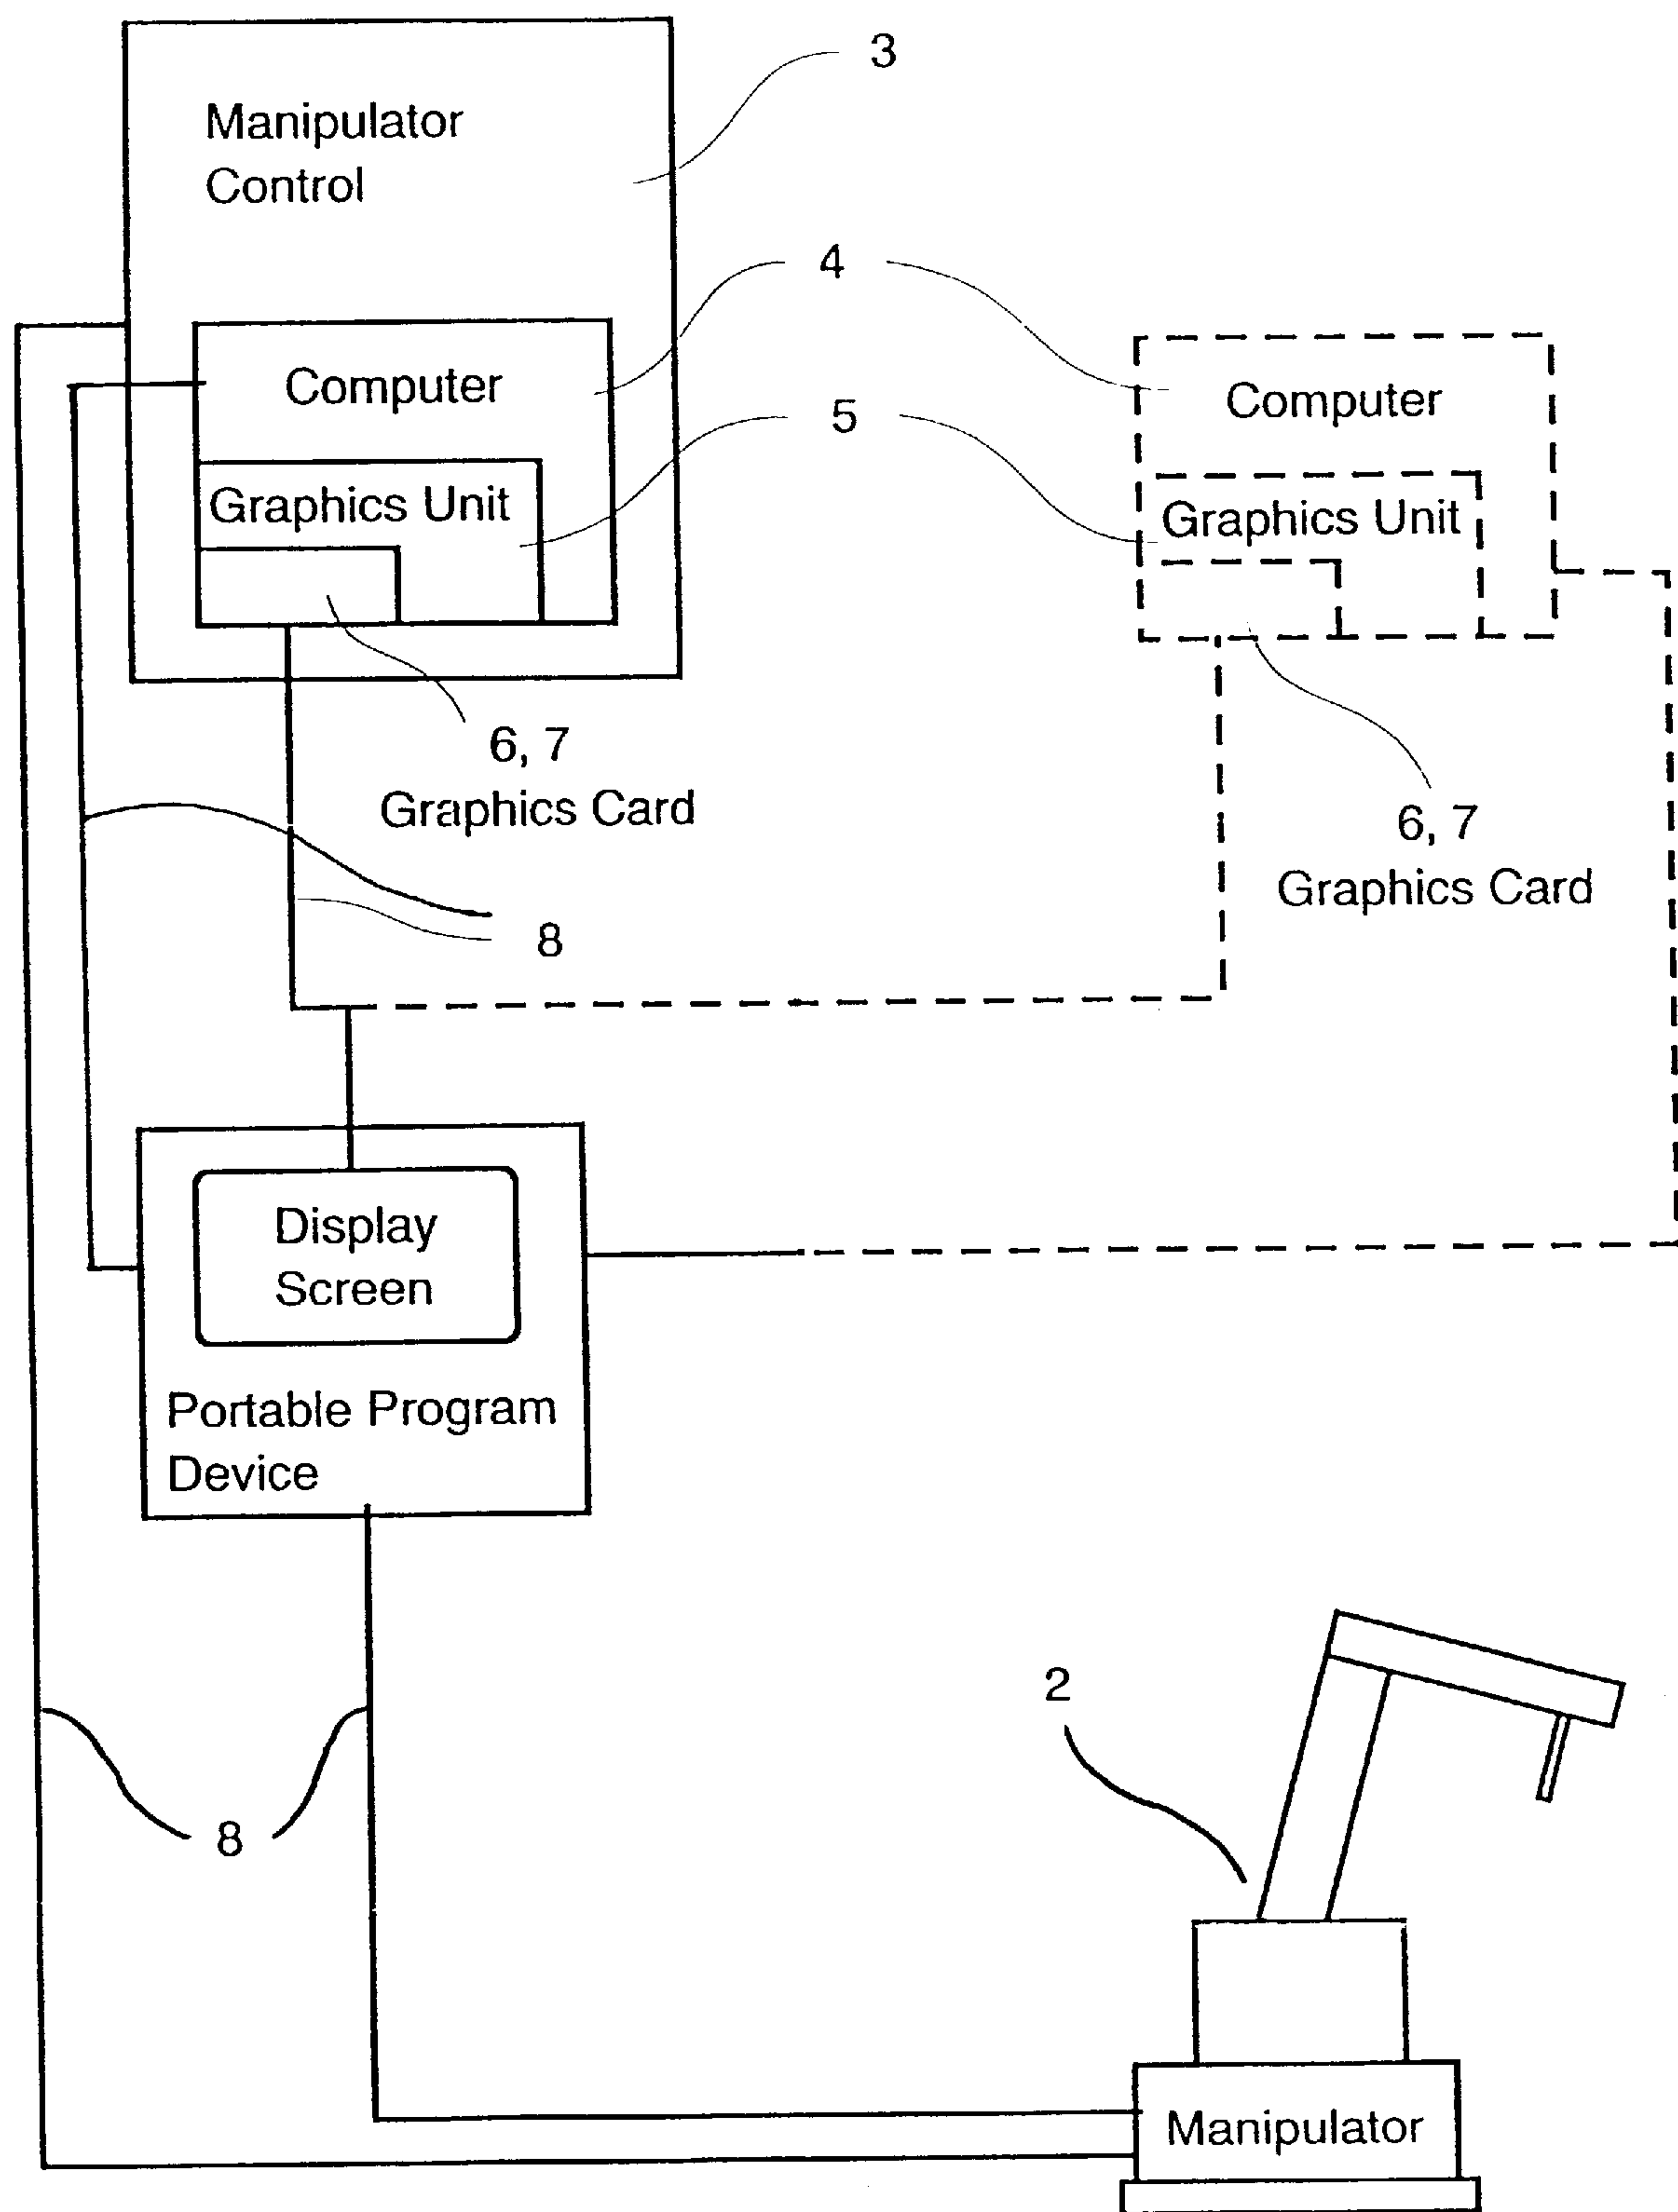 3
Manipulator
Control
4
Computer
Computer
5
Graphics Unit
Graphics Unit
6, 7
Graphics Card
6, 7
Graphics Card
8
Display
Screen
Portable Program
Device
2
8
Manipulator